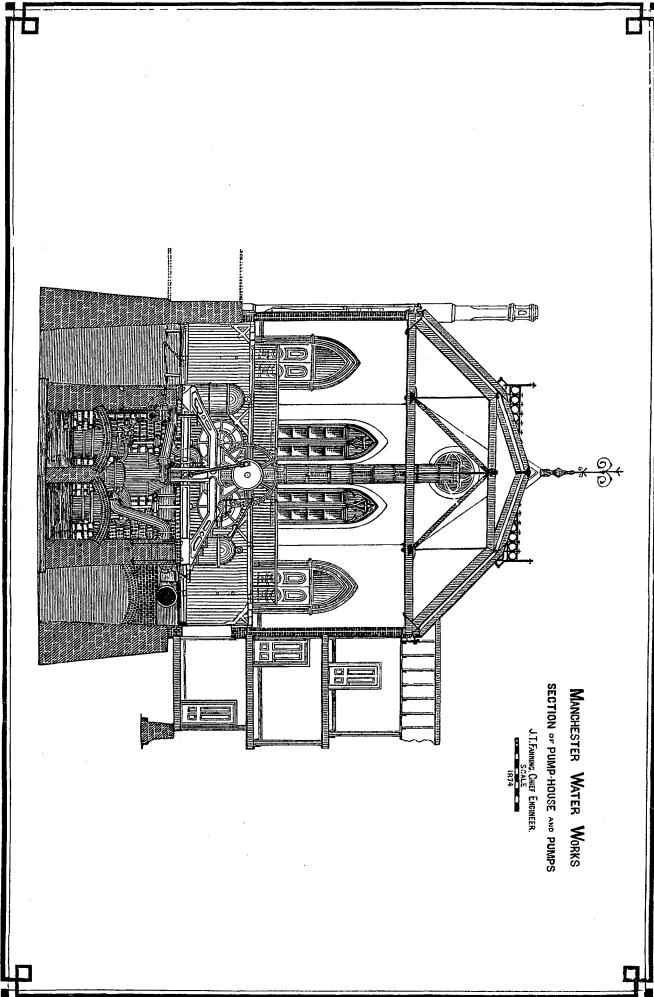 MANCHESTER WATER WORKS
SECTION OF PUMP-HOUSE AND PUMPS
J.T. FANNING, CHIEF ENGINEER.
SCALE
1874